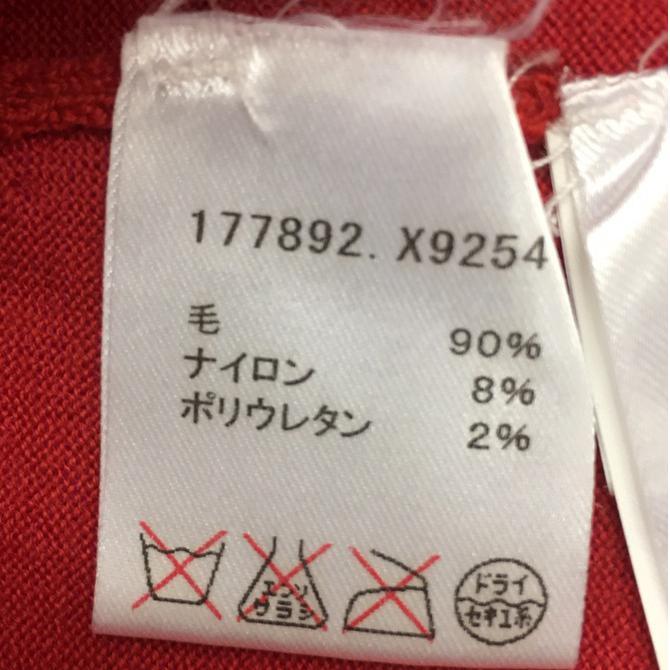 177892. X9254
毛 90%
ナイロン 8%
ポリウレタン 2%
エンソ
サラシ
ドライ
セキユ系